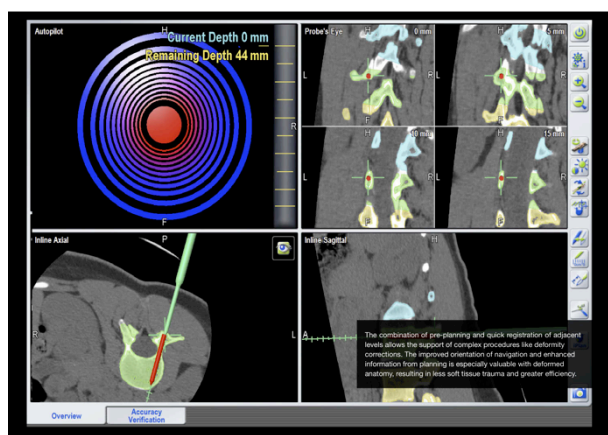 Autopilot
H
Current Depth 0 mm
Remaining Depth 44 mm
R
F
Probe's Eye
H
0 mm
L
R
F
H
5 mm
L
R
F
H
10 mm
L
R
F
H
15 mm
L
R
F
Inline Axial
P
R
L
Inline Sagittal
H
A
The combination of pre-planning and quick registration of adjacent
levels allows the support of complex procedures like deformity
corrections. The improved orientation of navigation and enhanced
information from planning is especially valuable with deformed
anatomy, resulting in less soft tissue trauma and greater efficiency.
Overview
Accuracy
Verification